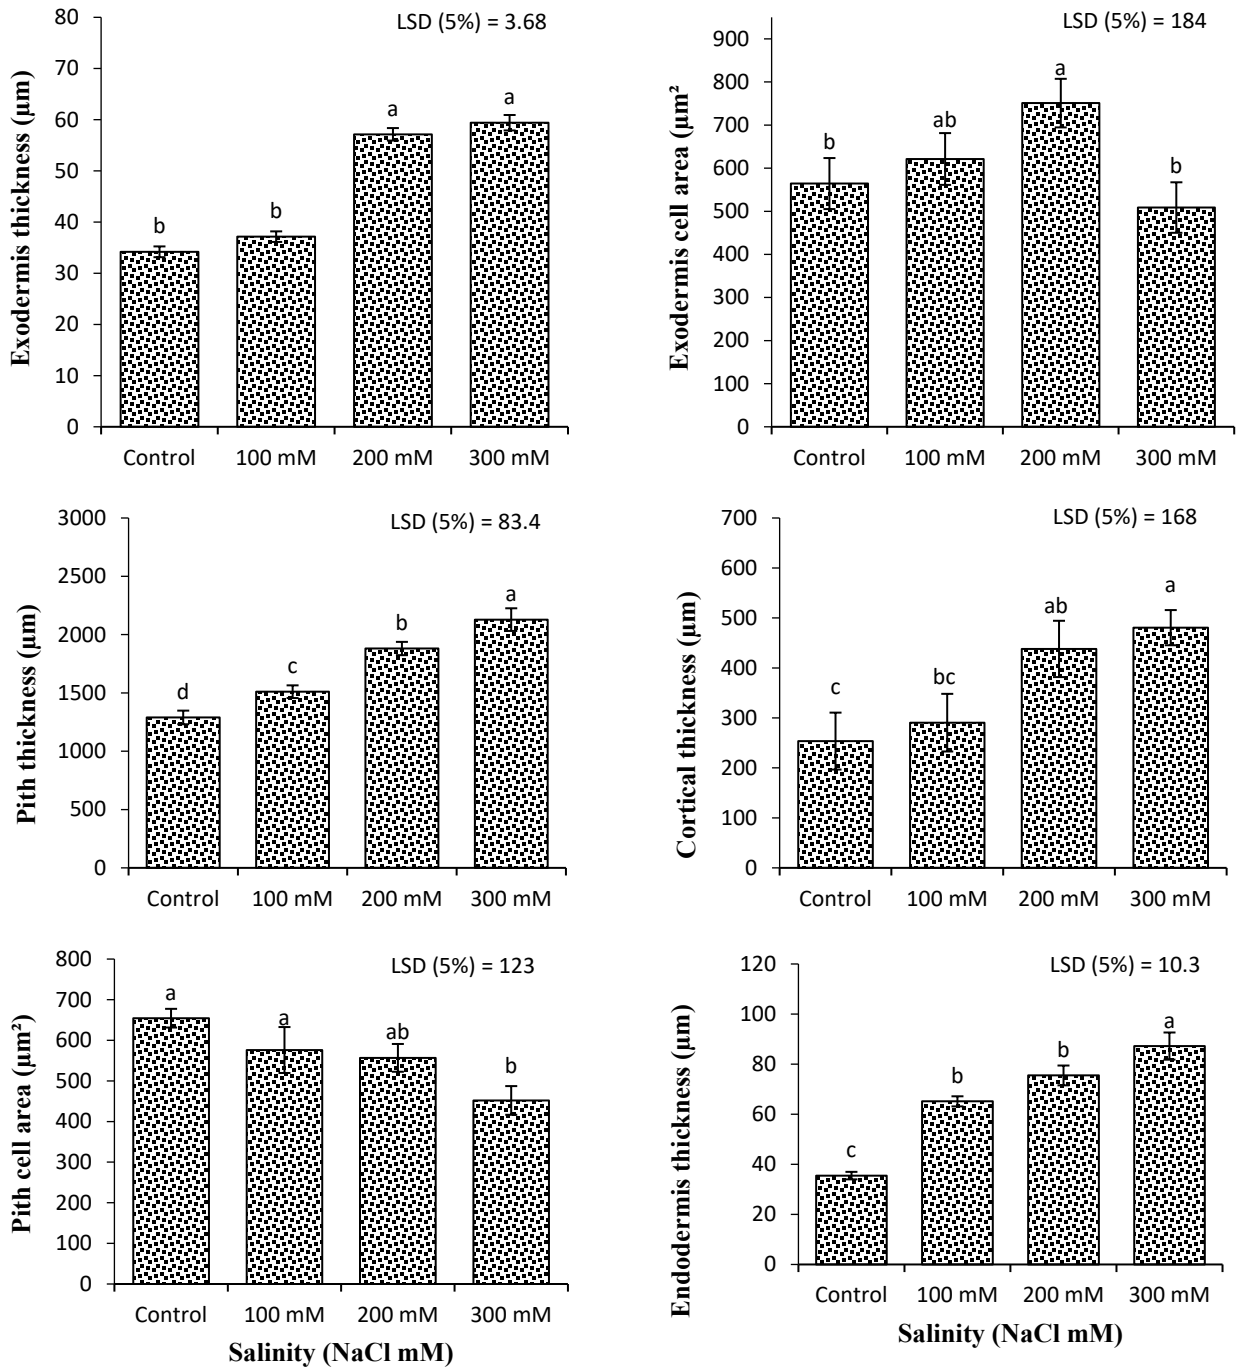 LSD (5%) = 3.68
Exodermis thickness (µm)
80
70
60
50
40
30
20
10
0
b
b
a
a
Control
100 mM
200 mM
300 mM
LSD (5%) = 184
Exodermis cell area (µm²
900
800
700
600
500
400
300
200
100
0
b
ab
a
b
Control
100 mM
200 mM
300 mM
LSD (5%) = 83.4
Pith thickness (µm)
3000
2500
2000
1500
1000
500
0
d
c
b
a
Control
100 mM
200 mM
300 mM
LSD (5%) = 168
Cortical thickness (µm)
700
600
500
400
300
200
100
0
c
bc
ab
a
Control
100 mM
200 mM
300 mM
LSD (5%) = 123
Pith cell area (µm²)
800
700
600
500
400
300
200
100
0
a
a
ab
b
Control
100 mM
200 mM
300 mM
Salinity (NaCl mM)
LSD (5%) = 10.3
Endodermis thickness (µm)
120
100
80
60
40
20
0
c
b
b
a
Control
100 mM
200 mM
300 mM
Salinity (NaCl mM)